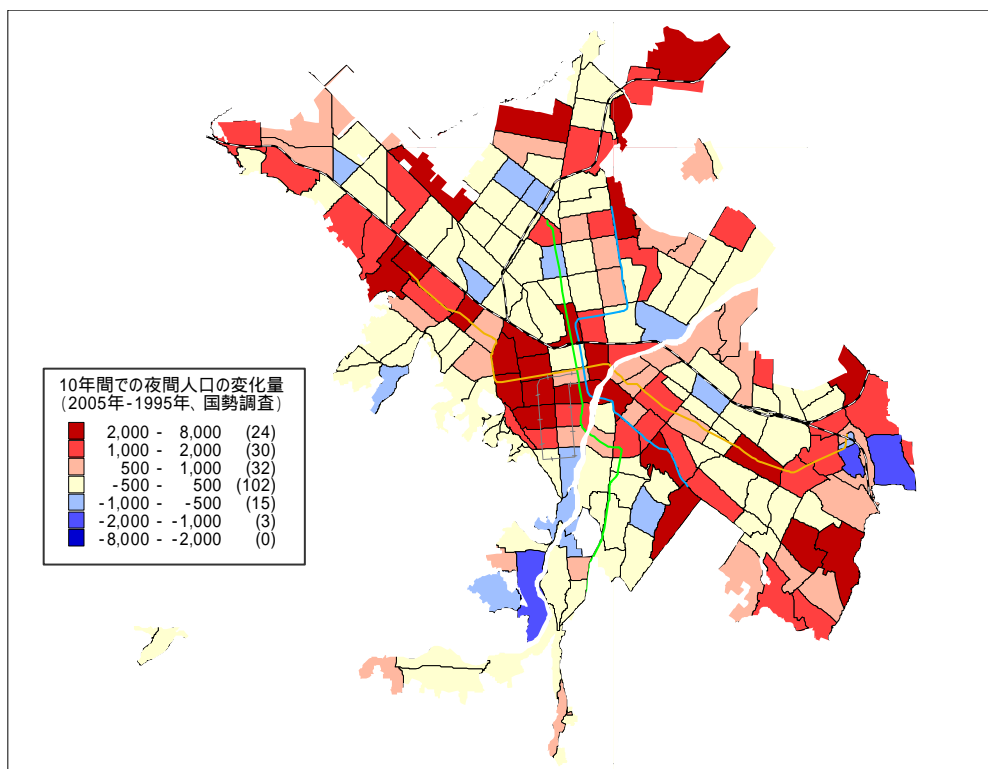 10年間での夜間人口の変化量
(2005年-1995年、国勢調査)
2,000 - 8,000 (24)
1,000 - 2,000 (30)
500 - 1,000 (32)
-500 - 500 (102)
-1,000 - -500 (15)
-2,000 - -1,000 (3)
-8,000 - -2,000 (0)